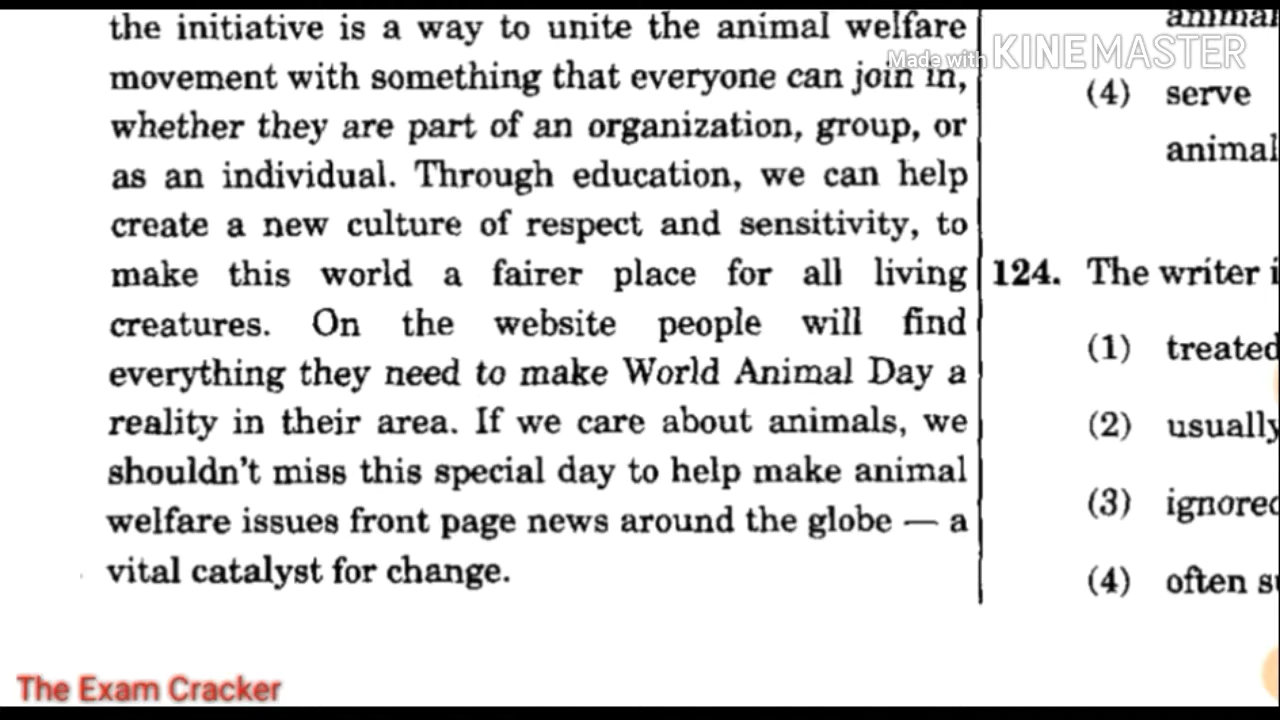 the initiative is a way to unite the animal welfare
movement with something that everyone can join in,
whether they are part of an organization, group, or
as an individual. Through education, we can help
create a new culture of respect and sensitivity, to
make this world a fairer place for all living
creatures. On the website people will find
everything they need to make World Animal Day a
reality in their area. If we care about animals, we
shouldn't miss this special day to help make animal
welfare issues front page news around the globe — a
vital catalyst for change.
animal
(4) serve
animal
124. The writer i
(1) treated
(2) usually
(3) ignored
(4) often su
Made with KINEMASTER
The Exam Cracker